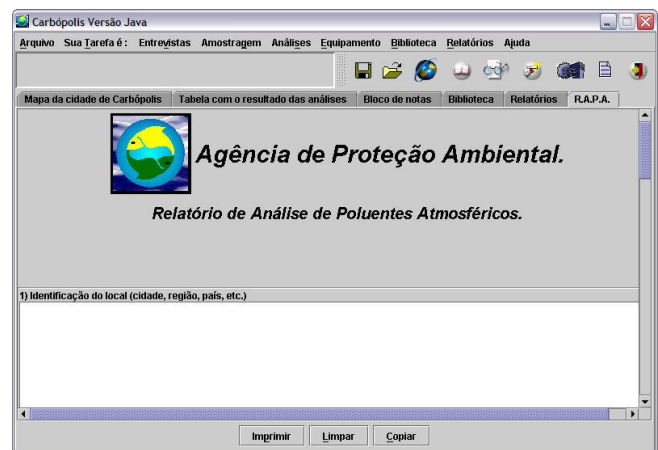 Carbópolis Versão Java
Arquivo Sua Tarefa é : Entrevistas Amostragem Análises Equipamento Biblioteca Relatórios Ajuda
Mapa da cidade de Carbópolis Tabela com o resultado das análises Bloco de notas Biblioteca Relatórios R.A.P.A.
Agência de Proteção Ambiental.
Relatório de Análise de Poluentes Atmosféricos.
1) Identificação do local (cidade, região, país, etc.)
Imprimir Limpar Copiar